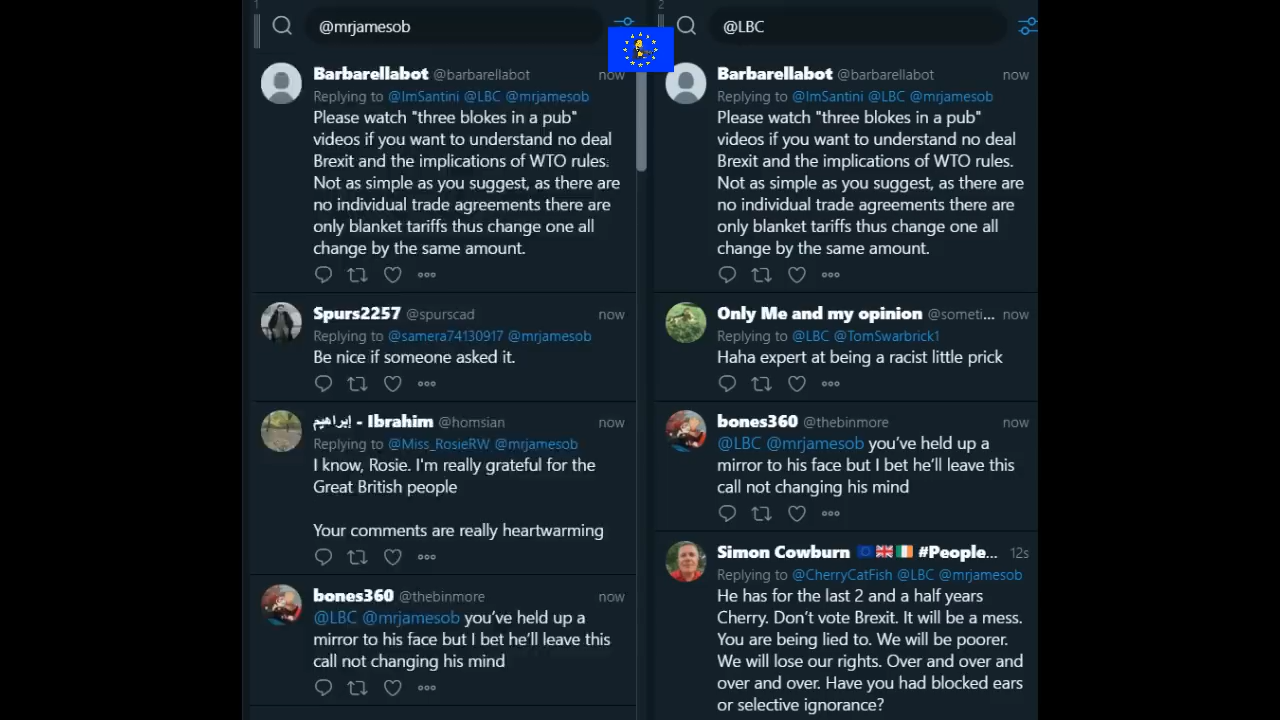 1
@mrjamesob
Barbarellabot @barbarellabot now
Replying to @ImSantini @LBC @mrjamesob
Please watch "three blokes in a pub"
videos if you want to understand no deal
Brexit and the implications of WTO rules.
Not as simple as you suggest, as there are
no individual trade agreements there are
only blanket tariffs thus change one all
change by the same amount.
Spurs2257 @spurscad now
Replying to @samera74130917 @mrjamesob
Be nice if someone asked it.
إبراهيم - Ibrahim @homsian now
Replying to @Miss_RosieRW @mrjamesob
I know, Rosie. I'm really grateful for the
Great British people
Your comments are really heartwarming
bones360 @thebinmore now
@LBC @mrjamesob you've held up a
mirror to his face but I bet he'll leave this
call not changing his mind
2
@LBC
Barbarellabot @barbarellabot now
Replying to @ImSantini @LBC @mrjamesob
Please watch "three blokes in a pub"
videos if you want to understand no deal
Brexit and the implications of WTO rules.
Not as simple as you suggest, as there are
no individual trade agreements there are
only blanket tariffs thus change one all
change by the same amount.
Only Me and my opinion @someti... now
Replying to @LBC @TomSwarbrick1
Haha expert at being a racist little prick
bones360 @thebinmore now
@LBC @mrjamesob you've held up a
mirror to his face but I bet he'll leave this
call not changing his mind
Simon Cowburn 🇪🇺🇬🇧🇮🇪 #People... 12s
Replying to @CherryCatFish @LBC @mrjamesob
He has for the last 2 and a half years
Cherry. Don't vote Brexit. It will be a mess.
You are being lied to. We will be poorer.
We will lose our rights. Over and over and
over and over. Have you had blocked ears
or selective ignorance?